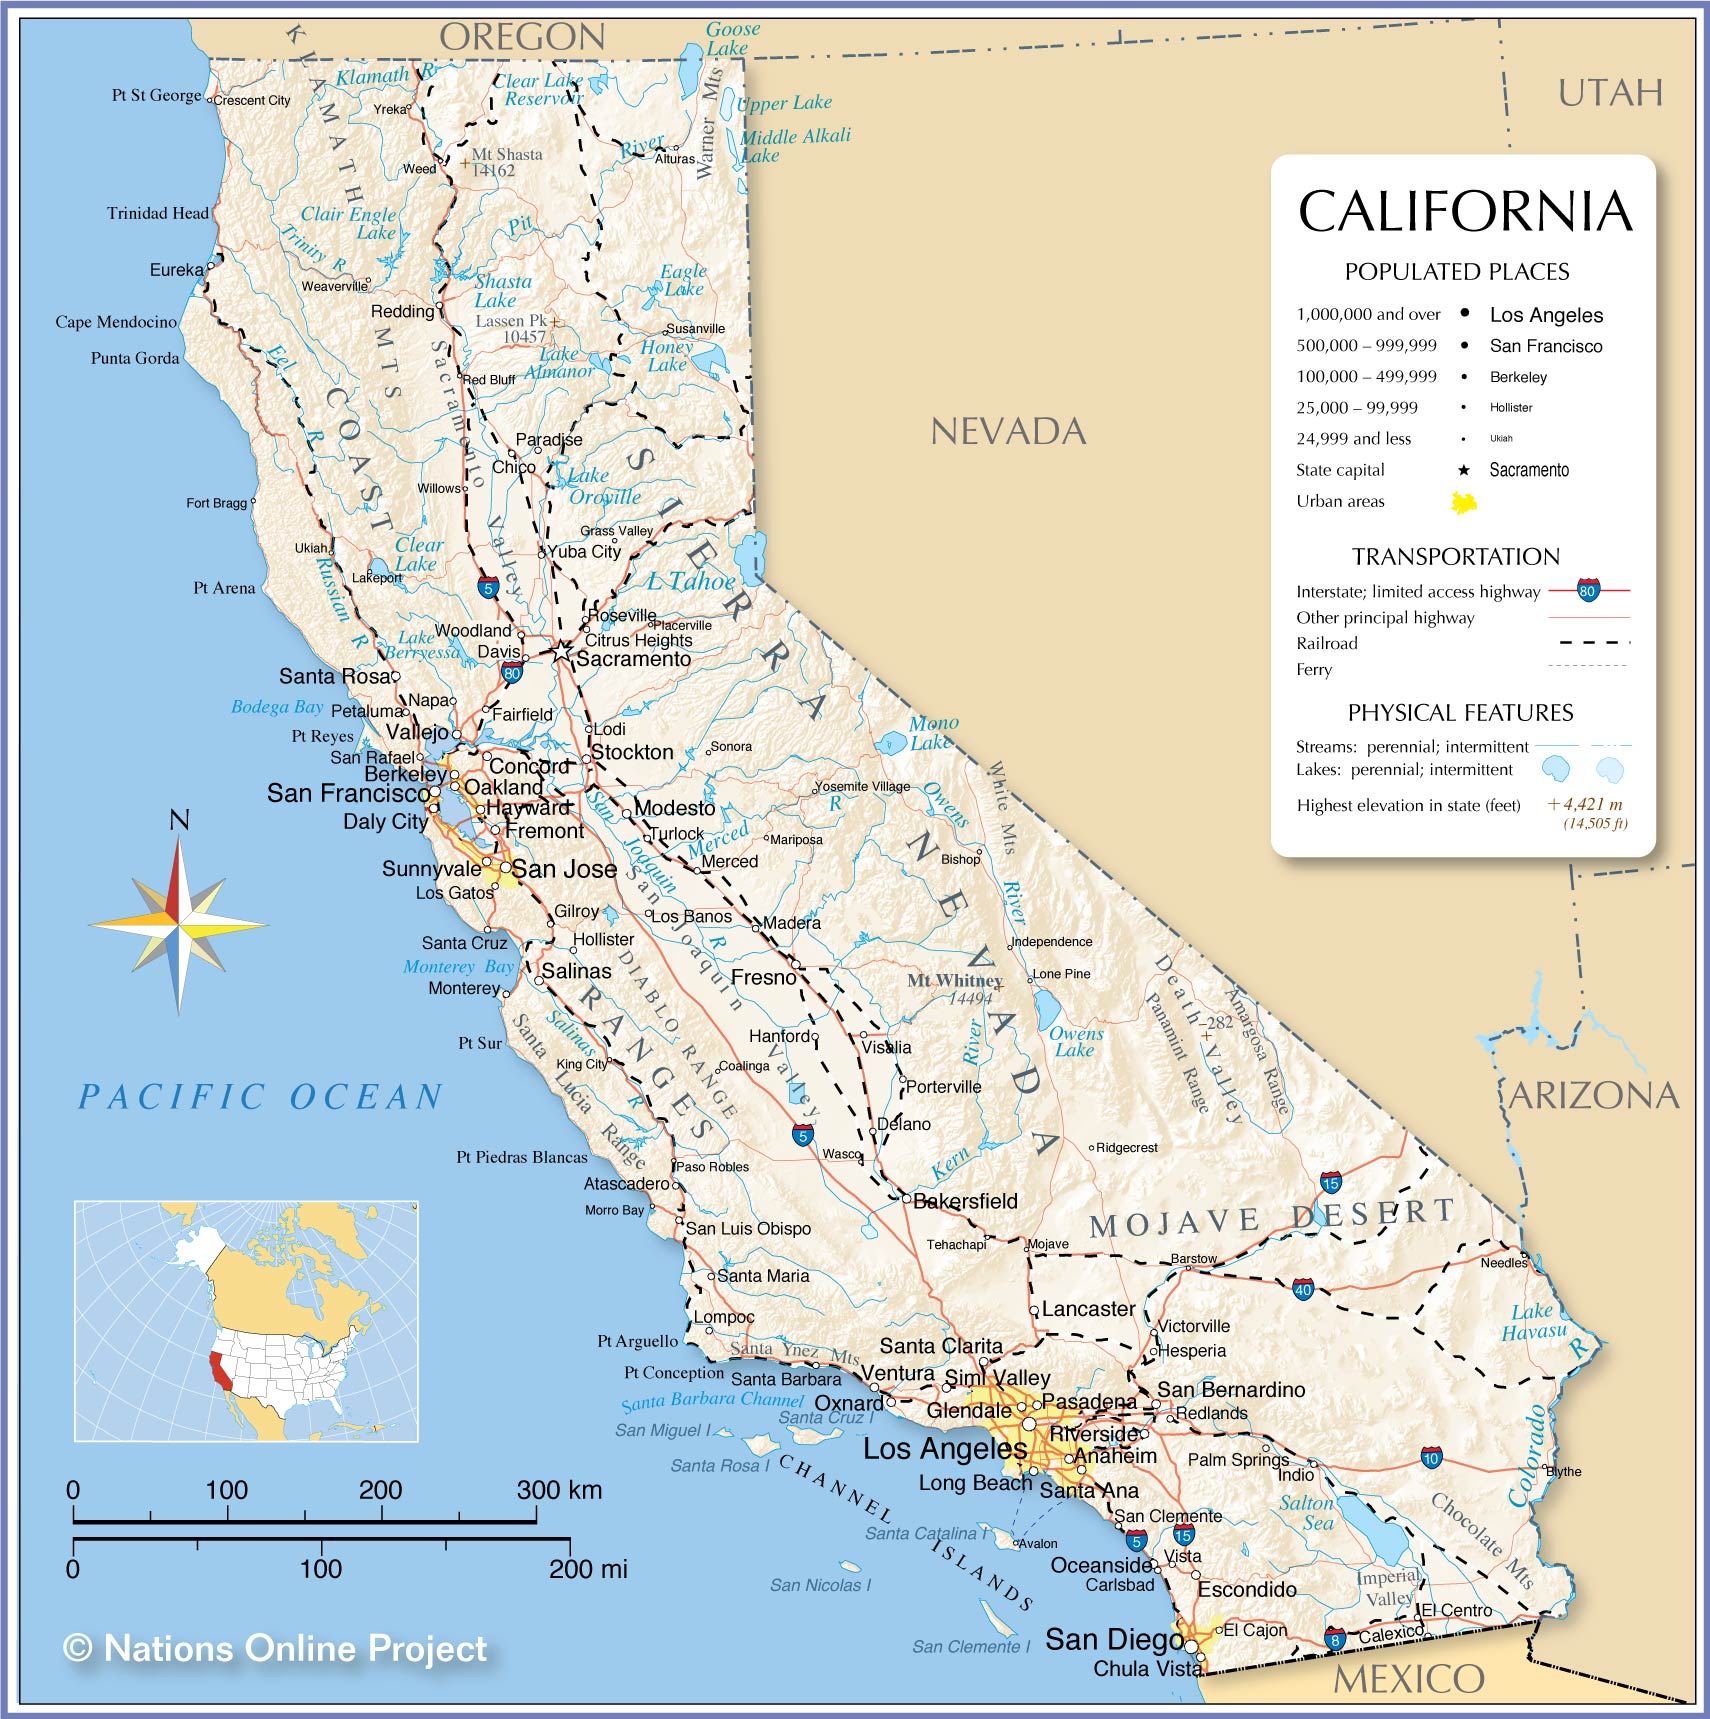 OREGON
Goose
Lake
UTAH
KLAMATH MTS
Klamath R
Clear Lake
Reservoir
Warner Mts
Upper Lake
Middle Alkali
Lake
Pt St George
Crescent City
Yreka
River
Alturas
Weed
Mt Shasta
14162
Trinidad Head
Clair Engle
Lake
Pit
Trinity R
Eureka
Weaverville
Shasta
Lake
Eagle
Lake
Redding
Cape Mendocino
Lassen Pk
10457
Susanville
Punta Gorda
Eel R
Sacramento Valley
Lake
Almanor
Honey
Lake
Red Bluff
NEVADA
COAST RANGES
Paradise
Chico
SIERRA NEVADA
Lake
Oroville
Willows
Fort Bragg
Grass Valley
Ukiah
Clear
Lake
Yuba City
Lakeport
L Tahoe
Pt Arena
5
Russian R
Roseville
Placerville
Woodland
Citrus Heights
Lake
Berryessa
Davis
Sacramento
80
Santa Rosa
Bodega Bay
Petaluma
Napa
Fairfield
Pt Reyes
Vallejo
Lodi
San Rafael
Concord
Stockton
Sonora
Mono
Lake
Berkeley
Oakland
San Francisco
Hayward
Daly City
Fremont
Modesto
Yosemite Village
Owens River
White Mts
San Joaquin R
Turlock
Merced R
Mariposa
Sunnyvale
San Jose
Merced
Bishop
Los Gatos
San Joaquin Valley
Gilroy
Los Banos
Madera
Santa Cruz
Hollister
Independence
Monterey Bay
Salinas
DIABLO RANGE
Fresno
Mt Whitney
14494
Lone Pine
Monterey
Death Valley
-282
Panamint Range
Amargosa Range
Pt Sur
Santa Lucia Range
Salinas R
Hanford
Visalia
River
Owens
Lake
King City
Coalinga
Porterville
PACIFIC OCEAN
ARIZONA
5
Delano
Pt Piedras Blancas
Wasco
Kern
Ridgecrest
Paso Robles
Atascadero
15
Morro Bay
Bakersfield
MOJAVE DESERT
San Luis Obispo
Tehachapi
Mojave
Barstow
Needles
Santa Maria
40
Lancaster
Lake
Havasu
Lompoc
Victorville
Pt Arguello
Santa Ynez Mts
Santa Clarita
Hesperia
Pt Conception
Santa Barbara
Ventura
Simi Valley
Santa Barbara Channel
Oxnard
Glendale
Pasadena
San Bernardino
Colorado R
San Miguel I
Santa Cruz I
Redlands
Riverside
Los Angeles
Anaheim
Santa Rosa I
CHANNEL ISLANDS
Palm Springs
Indio
10
Blythe
Long Beach
Santa Ana
Salton
Sea
Chocolate Mts
San Clemente
Santa Catalina I
Avalon
5
15
Oceanside
Vista
Carlsbad
San Nicolas I
Escondido
Imperial
Valley
El Centro
San Clemente I
San Diego
El Cajon
8
Calexico
Chula Vista
MEXICO
CALIFORNIA
POPULATED PLACES
1,000,000 and over Los Angeles
500,000 – 999,999 San Francisco
100,000 – 499,999 Berkeley
25,000 – 99,999 Hollister
24,999 and less Ukiah
State capital Sacramento
Urban areas
TRANSPORTATION
Interstate; limited access highway 80
Other principal highway
Railroad
Ferry
PHYSICAL FEATURES
Streams: perennial; intermittent
Lakes: perennial; intermittent
Highest elevation in state (feet) +4,421 m
(14,505 ft)
N
0 100 200 300 km
0 100 200 mi
© Nations Online Project